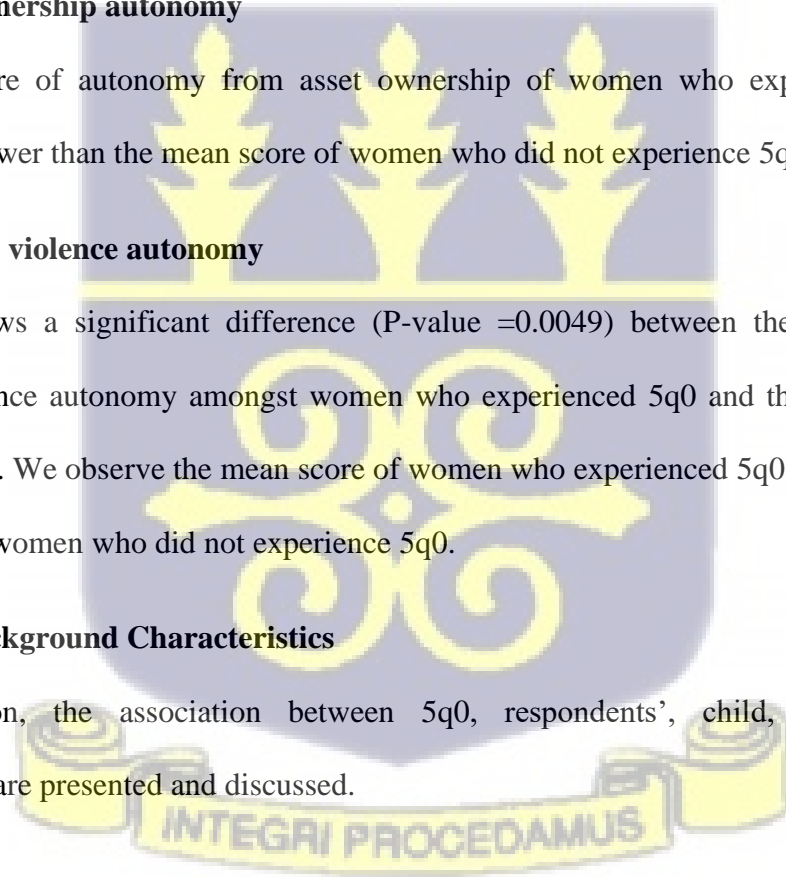 nership autonomy
re of autonomy from asset ownership of women who exp
wer than the mean score of women who did not experience 5q
violence autonomy
ws a significant difference (P-value =0.0049) between the
nce autonomy amongst women who experienced 5q0 and th
. We observe the mean score of women who experienced 5q0
women who did not experience 5q0.
ckground Characteristics
on, the association between 5q0, respondents’, child,
are presented and discussed.
INTEGRI PROCEDAMUS